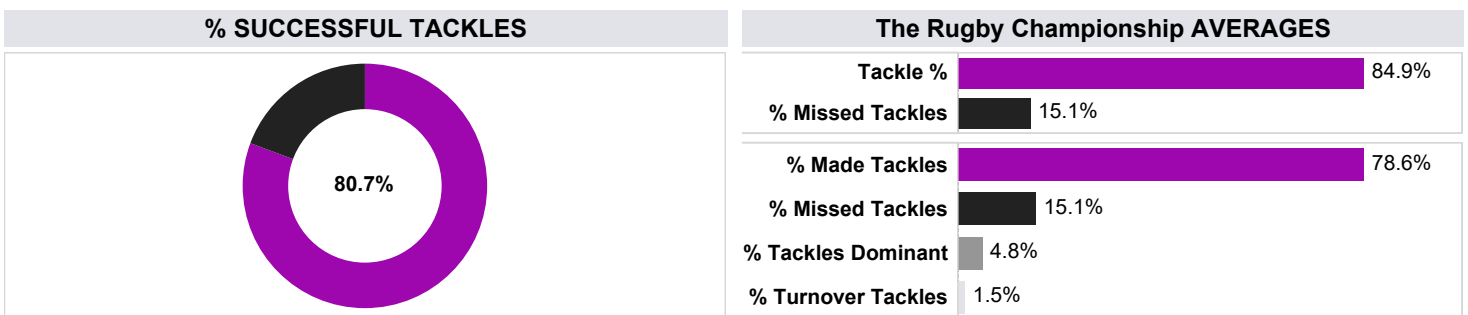 % SUCCESSFUL TACKLES
80.7%
The Rugby Championship AVERAGES
Tackle % 84.9%
% Missed Tackles 15.1%
% Made Tackles 78.6%
% Missed Tackles 15.1%
% Tackles Dominant 4.8%
% Turnover Tackles 1.5%